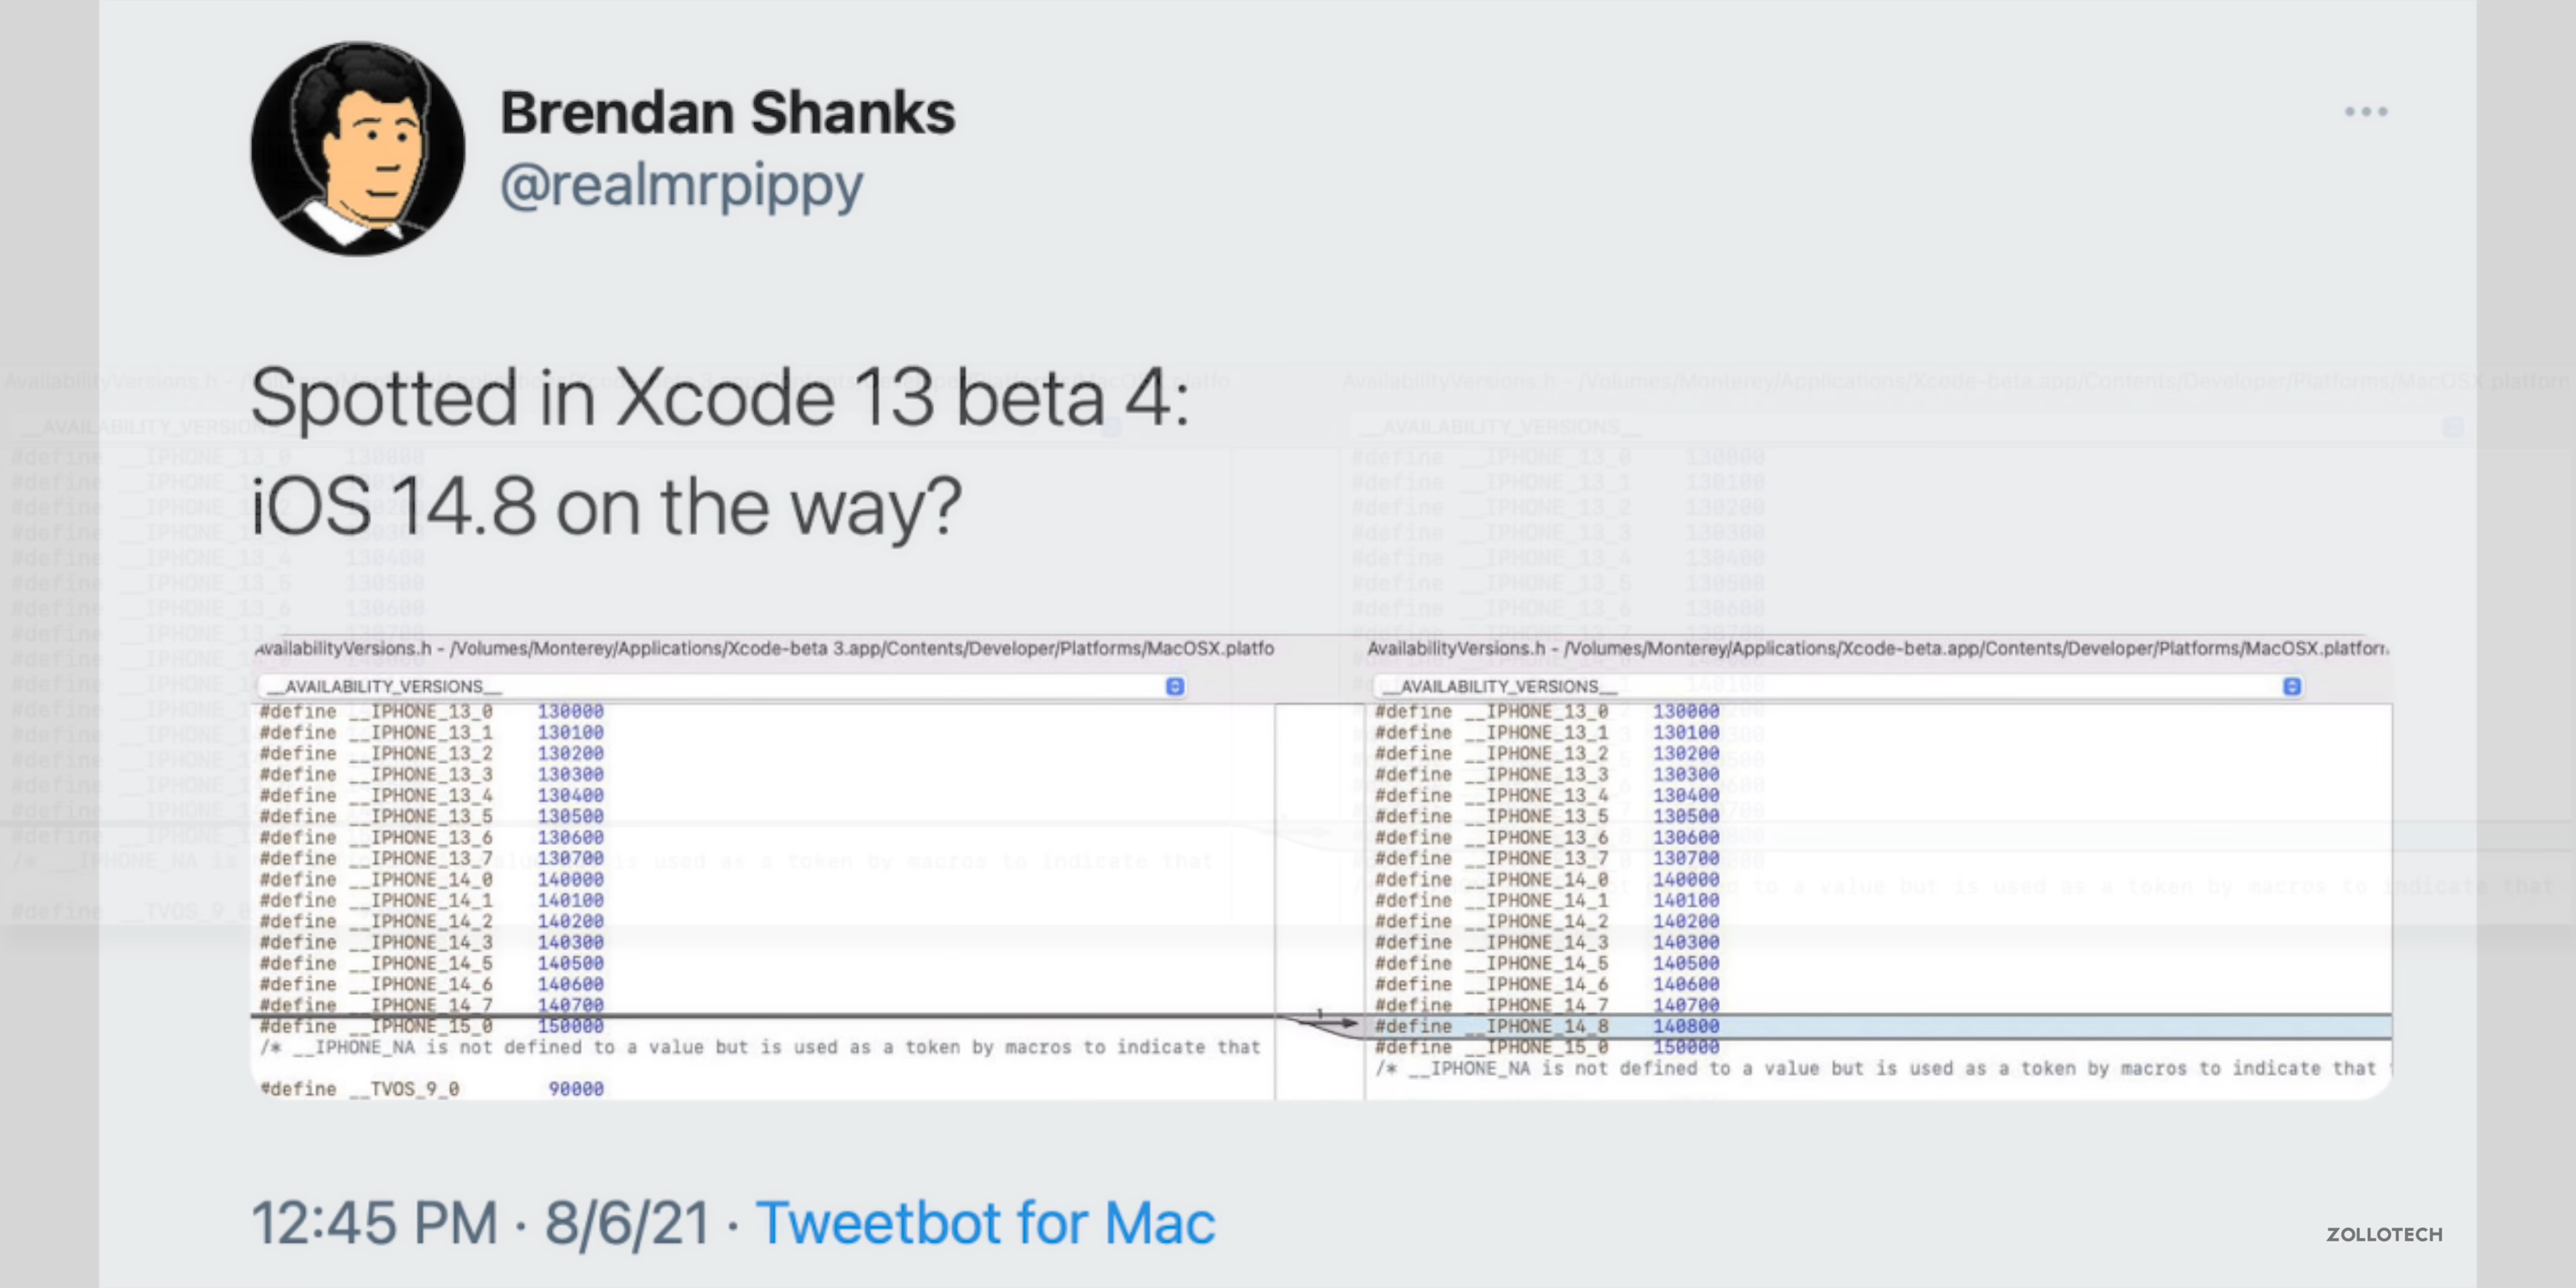 Brendan Shanks
@realmrpippy
Spotted in Xcode 13 beta 4:
iOS 14.8 on the way?
AvailabilityVersions.h - /Volumes/Monterey/Applications/Xcode-beta 3.app/Contents/Developer/Platforms/MacOSX.platfo
__AVAILABILITY_VERSIONS__
#define __IPHONE_13_0 130000
#define __IPHONE_13_1 130100
#define __IPHONE_13_2 130200
#define __IPHONE_13_3 130300
#define __IPHONE_13_4 130400
#define __IPHONE_13_5 130500
#define __IPHONE_13_6 130600
#define __IPHONE_13_7 130700
#define __IPHONE_14_0 140000
#define __IPHONE_14_1 140100
#define __IPHONE_14_2 140200
#define __IPHONE_14_3 140300
#define __IPHONE_14_5 140500
#define __IPHONE_14_6 140600
#define __IPHONE_14_7 140700
#define __IPHONE_15_0 150000
/* __IPHONE_NA is not defined to a value but is used as a token by macros to indicate that
#define __TVOS_9_0 90000
AvailabilityVersions.h - /Volumes/Monterey/Applications/Xcode-beta.app/Contents/Developer/Platforms/MacOSX.platform
__AVAILABILITY_VERSIONS__
#define __IPHONE_13_0 130000
#define __IPHONE_13_1 130100
#define __IPHONE_13_2 130200
#define __IPHONE_13_3 130300
#define __IPHONE_13_4 130400
#define __IPHONE_13_5 130500
#define __IPHONE_13_6 130600
#define __IPHONE_13_7 130700
#define __IPHONE_14_0 140000
#define __IPHONE_14_1 140100
#define __IPHONE_14_2 140200
#define __IPHONE_14_3 140300
#define __IPHONE_14_5 140500
#define __IPHONE_14_6 140600
#define __IPHONE_14_7 140700
#define __IPHONE_14_8 140800
#define __IPHONE_15_0 150000
/* __IPHONE_NA is not defined to a value but is used as a token by macros to indicate that
12:45 PM · 8/6/21 · Tweetbot for Mac
ZOLLOTECH